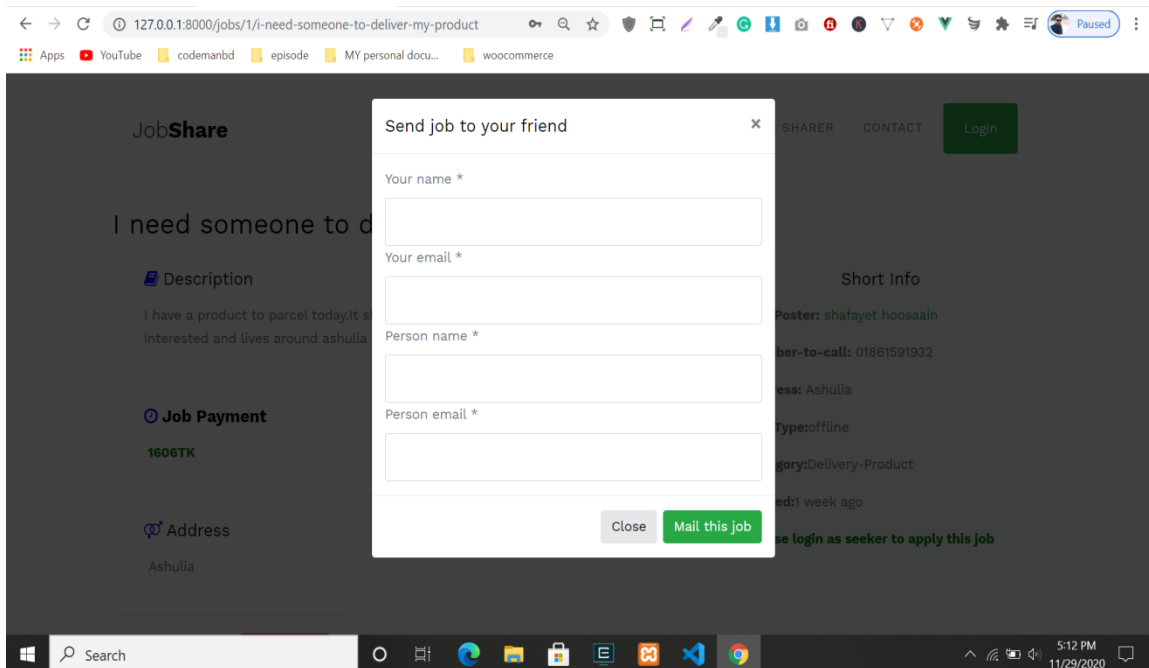 127.0.0.1:8000/jobs/1/i-need-someone-to-deliver-my-product
Paused
Apps YouTube codemanbd episode MY personal docu... woocommerce
JobShare
SHARER CONTACT Login
Send job to your friend ×
Your name *
Your email *
Person name *
Person email *
Close Mail this job
I need someone to d
Description
I have a product to parcel today.It s
interested and lives around ashulia
Job Payment
1606TK
Address
Ashulia
Short Info
Poster: shafayet hoosaain
ber-to-call: 01861591932
ess: Ashulia
Type:offline
gory:Delivery-Product
ed:1 week ago
se login as seeker to apply this job
Search
5:12 PM
11/29/2020